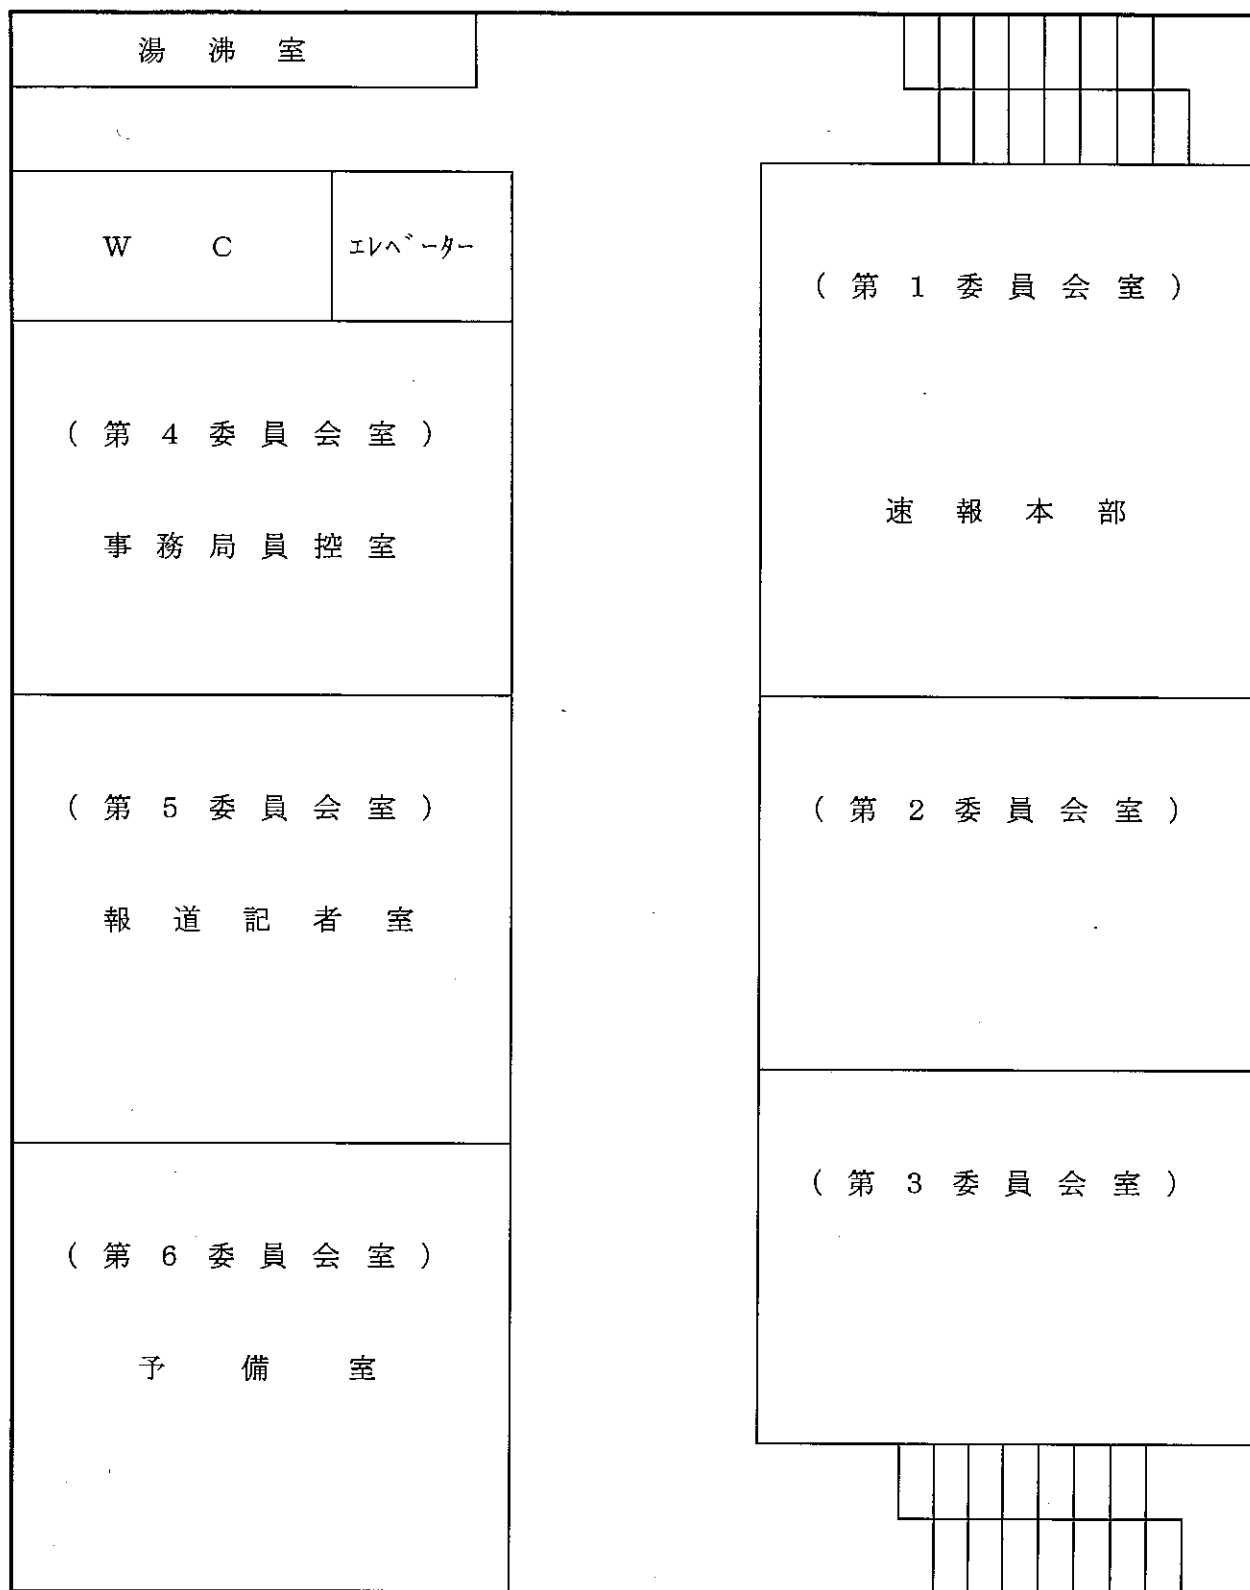 湯沸室
WC
エレベーター
(第1委員会室)
速報本部
(第4委員会室)
事務局員控室
(第5委員会室)
報道記者室
(第2委員会室)
(第6委員会室)
予備室
(第3委員会室)